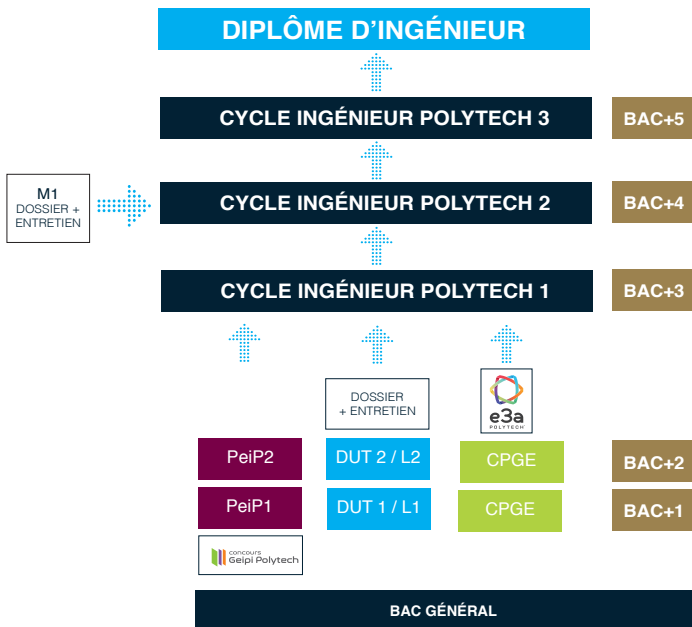 DIPLÔME D'INGÉNIEUR
CYCLE INGÉNIEUR POLYTECH 3
BAC+5
M1
DOSSIER +
ENTRETIEN
CYCLE INGÉNIEUR POLYTECH 2
BAC+4
CYCLE INGÉNIEUR POLYTECH 1
BAC+3
DOSSIER
+ ENTRETIEN
e3a
POLYTECH
PeiP2
DUT 2 / L2
CPGE
BAC+2
PeiP1
DUT 1 / L1
CPGE
BAC+1
concours
Geipi Polytech
BAC GÉNÉRAL